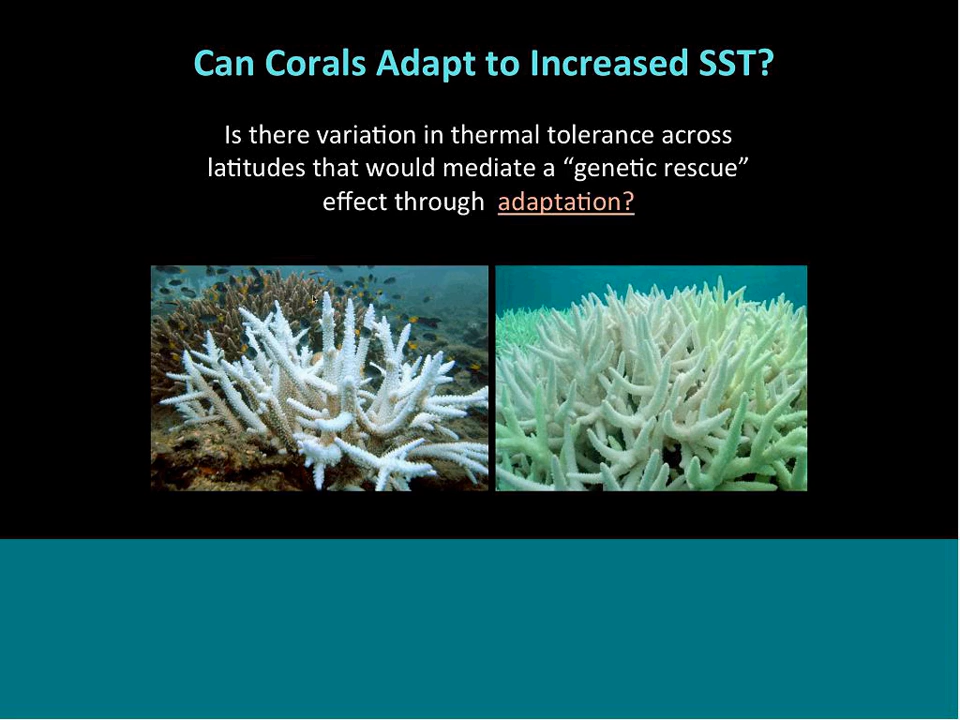 Can Corals Adapt to Increased SST?
Is there variation in thermal tolerance across
latitudes that would mediate a “genetic rescue”
effect through adaptation?